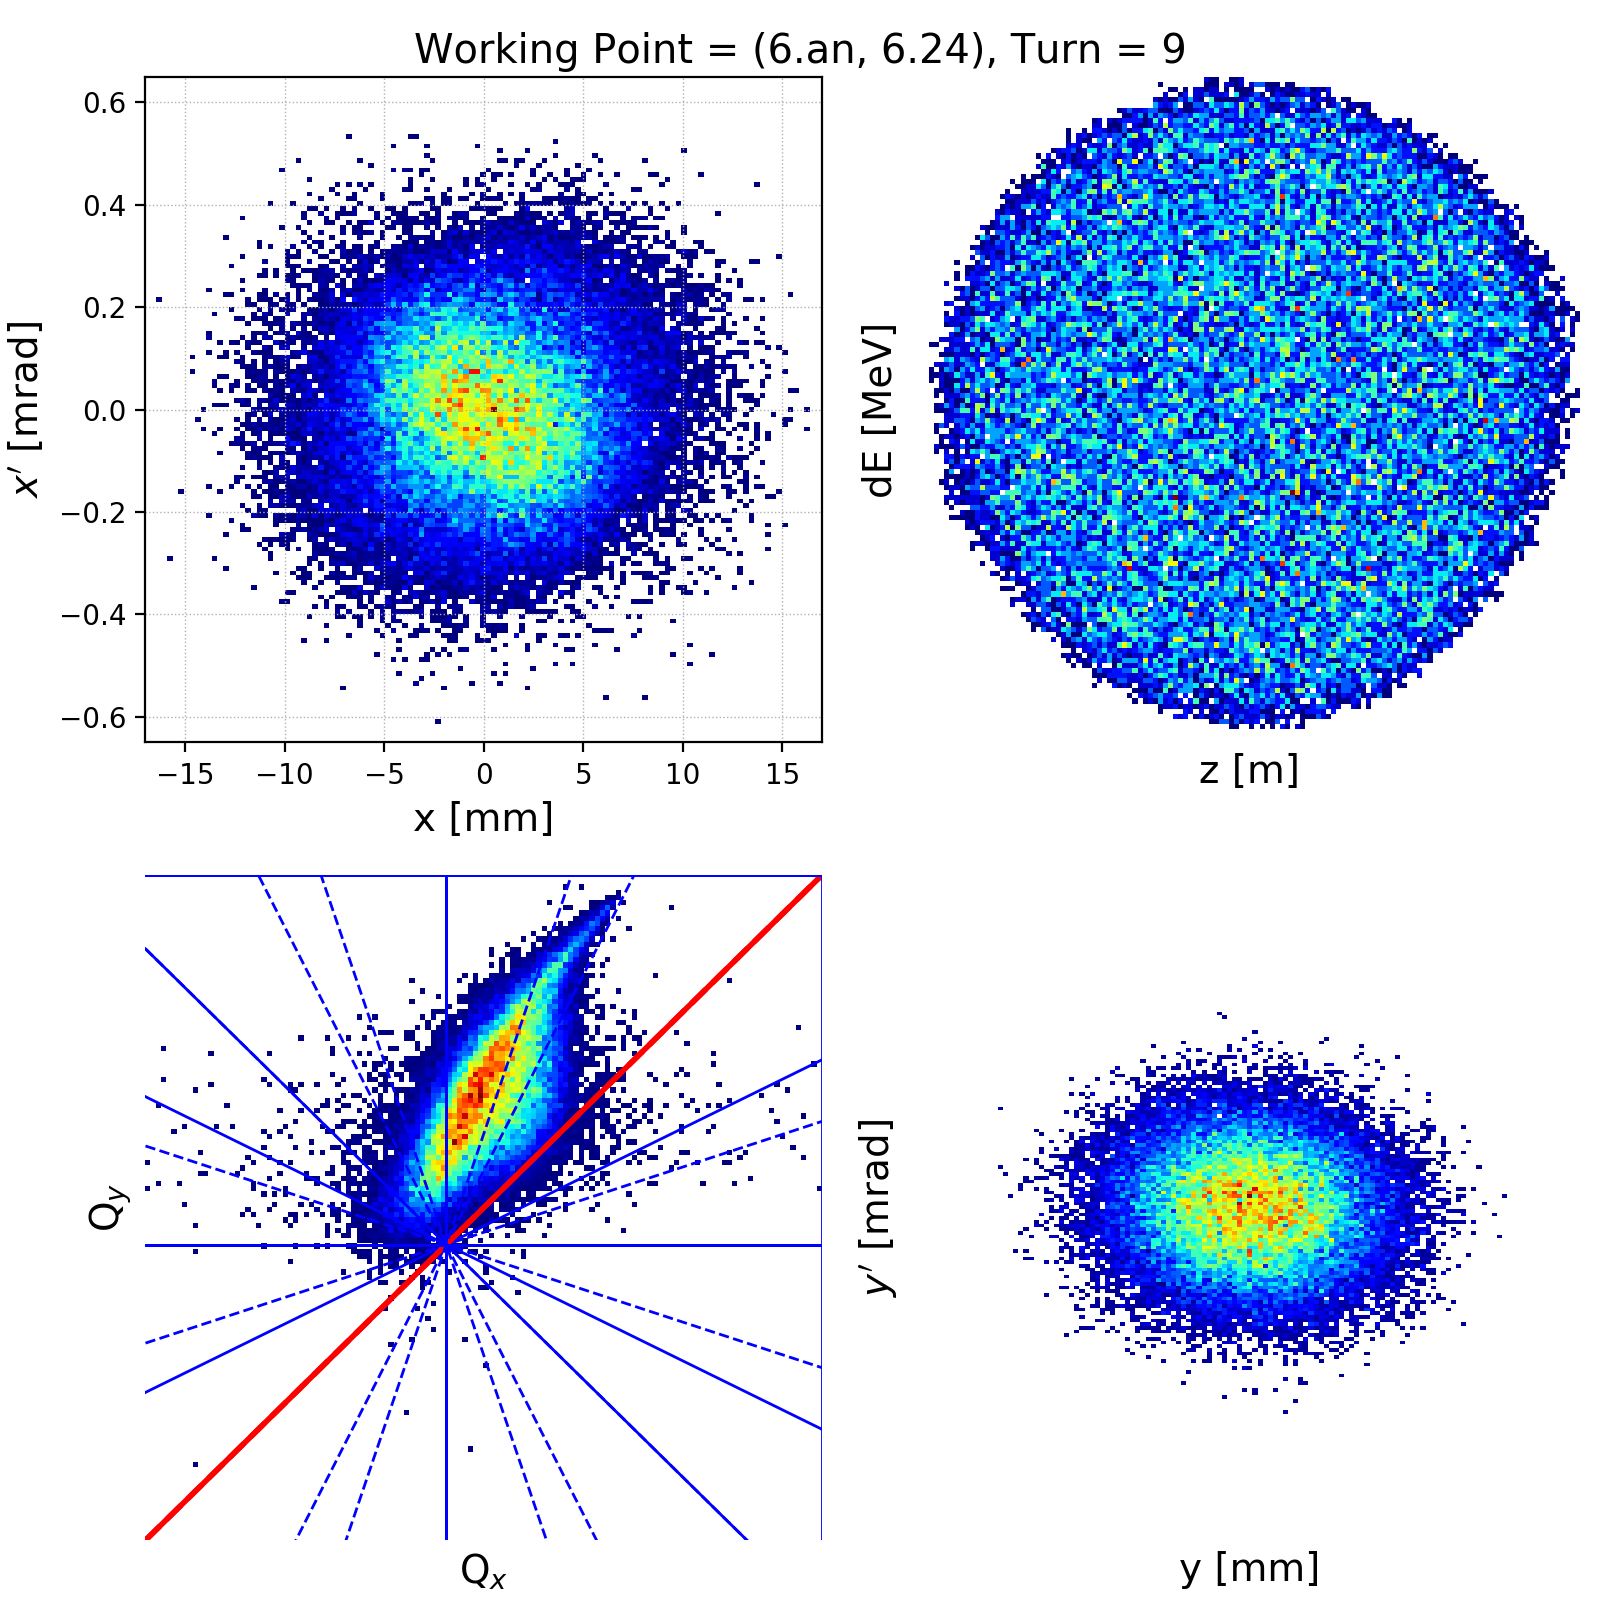 Working Point = (6.an, 6.24), Turn = 9
x′ [mrad]
0.6
0.4
0.2
0.0
−0.2
−0.4
−0.6
−15 −10 −5 0 5 10 15
x [mm]
dE [MeV]
z [m]
Qy
Qx
y′ [mrad]
y [mm]